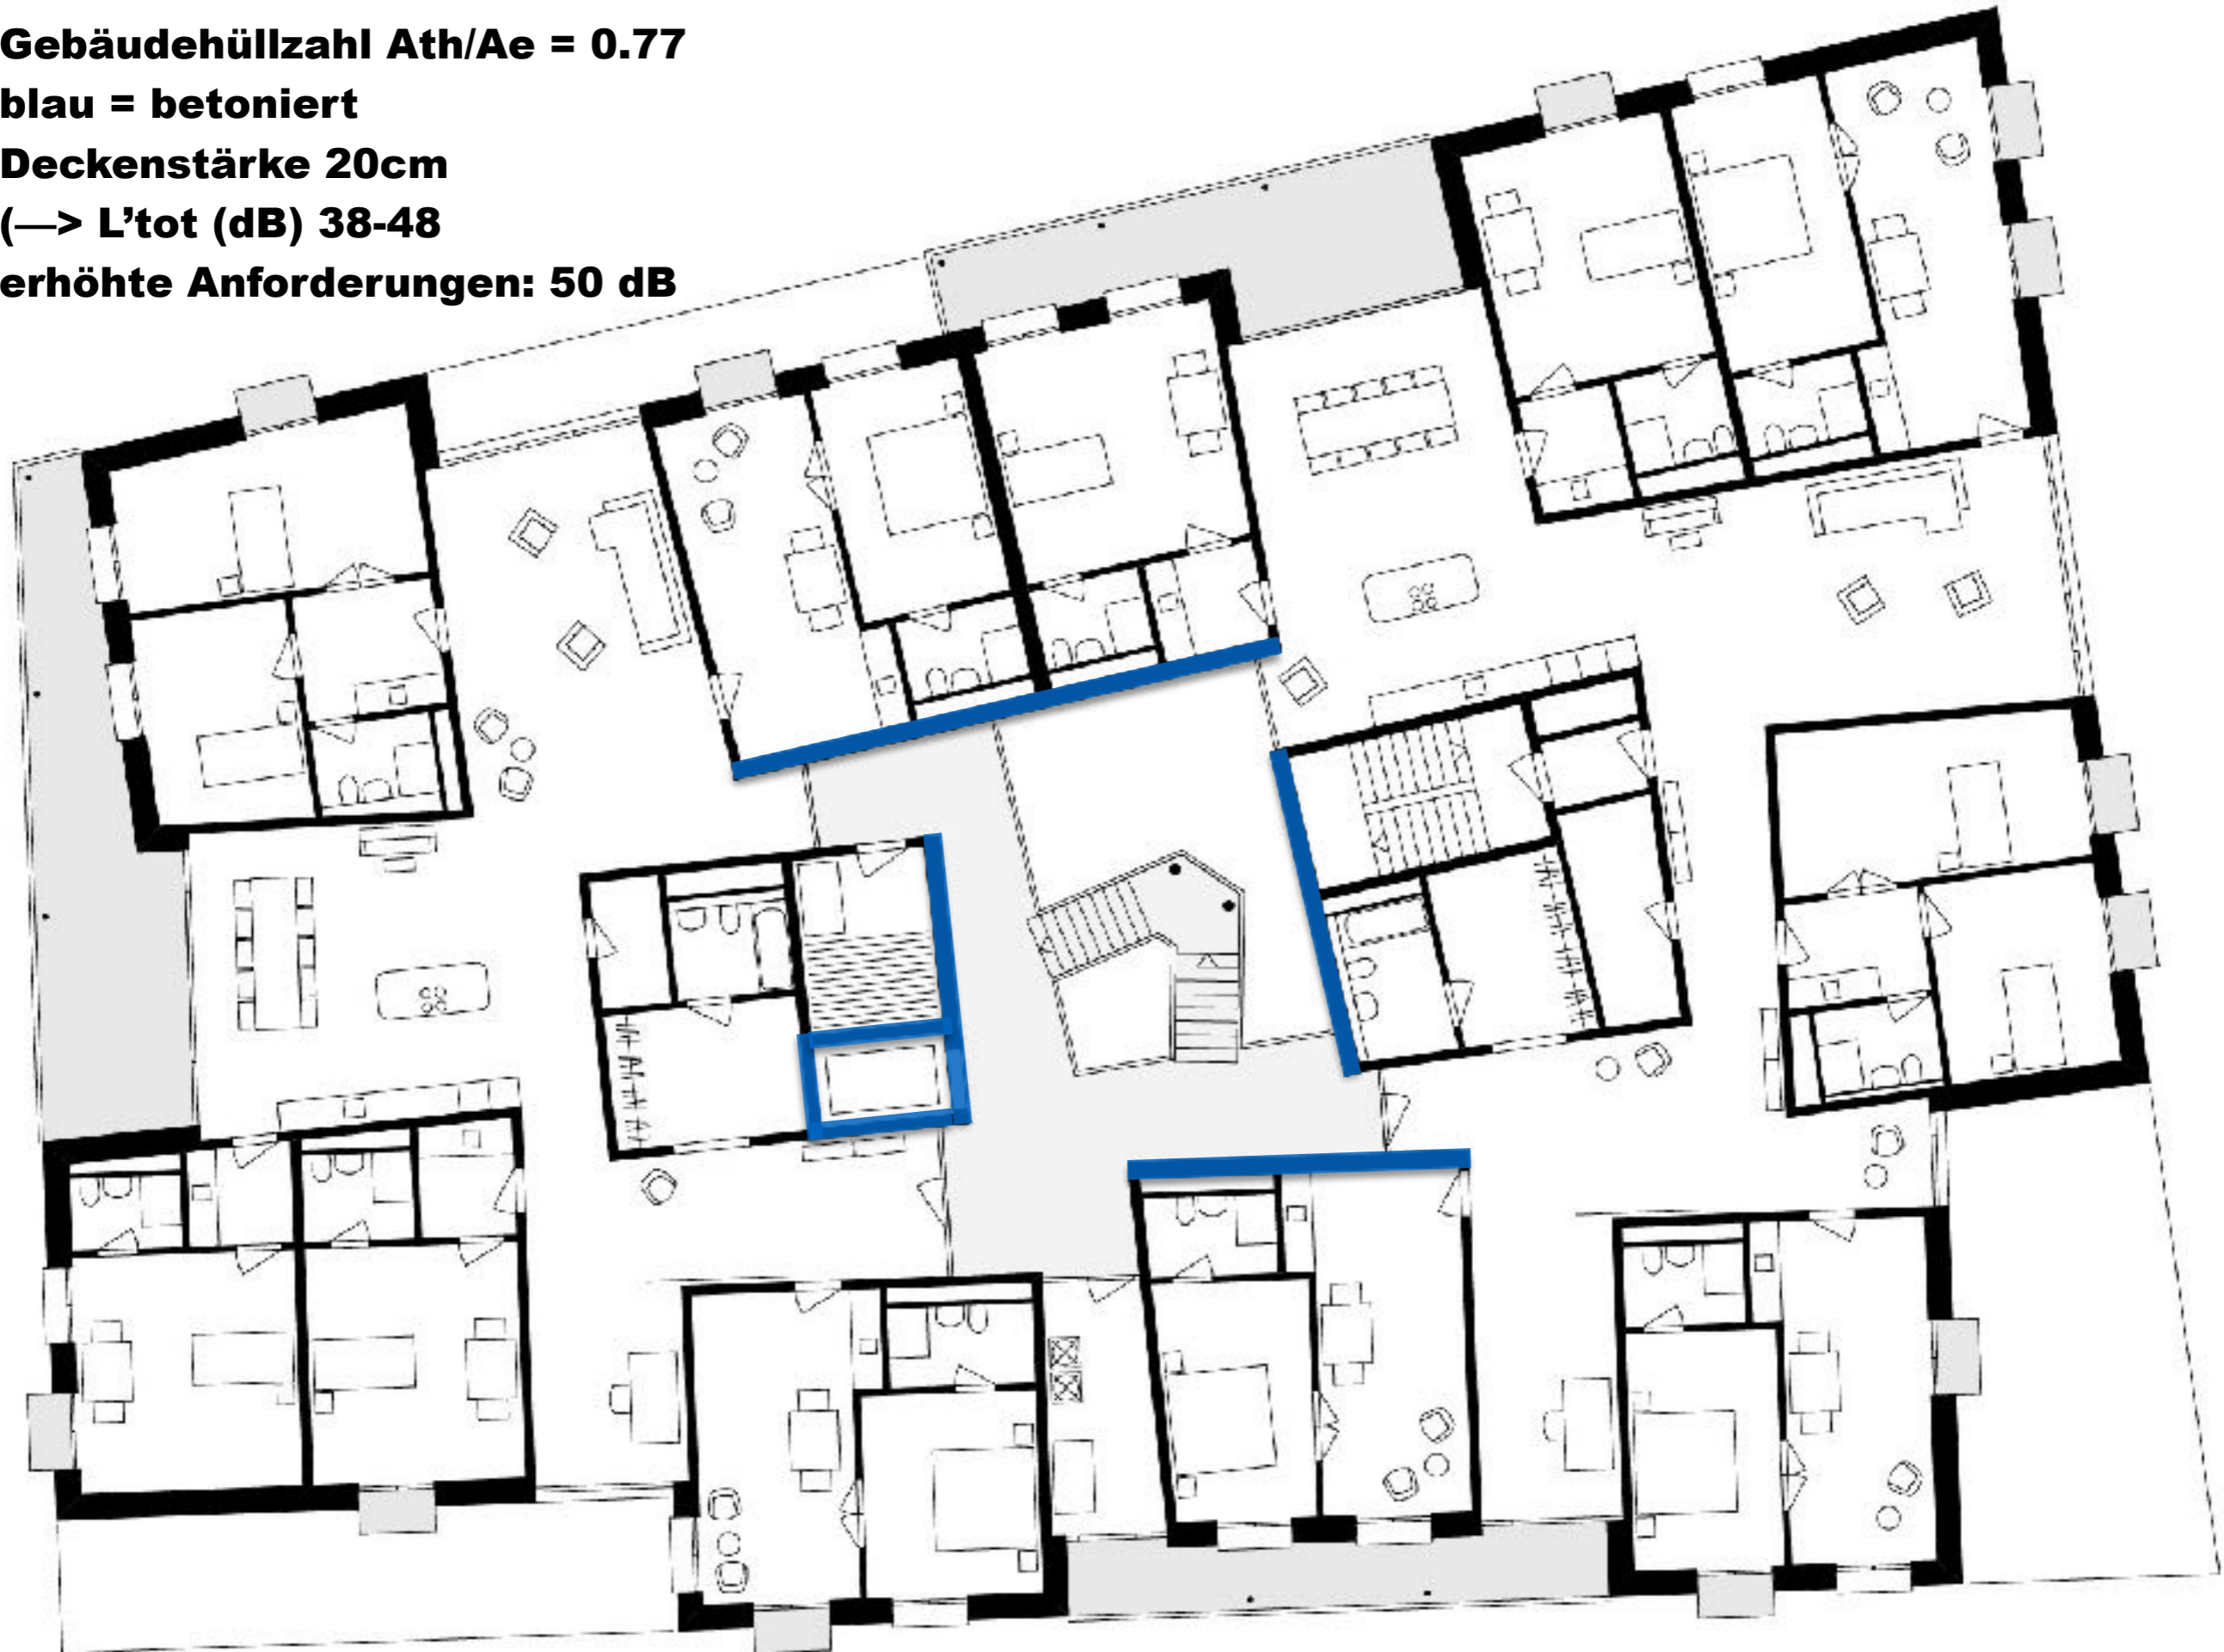 Gebäudehüllzahl Ath/Ae = 0.77
blau = betoniert
Deckenstärke 20cm
(—> L’tot (dB) 38-48
erhöhte Anforderungen: 50 dB